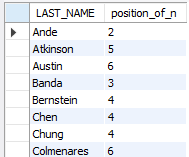 LAST_NAME position_of_n
Ande 2
Atkinson 5
Austin 6
Banda 3
Bernstein 4
Chen 4
Chung 4
Colmenares 6